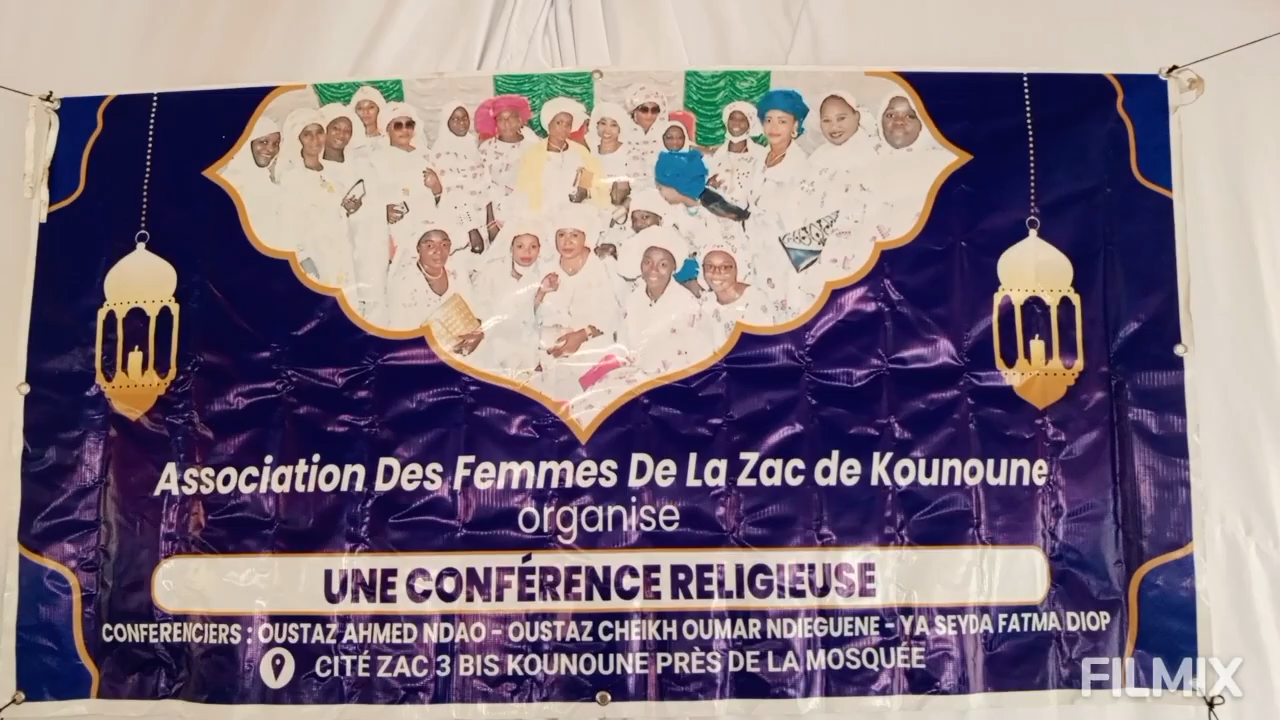 Association Des Femmes De La Zac de Kounoune
organise
UNE CONFÉRENCE RELIGIEUSE
CONFERENCIERS : OUSTAZ AHMED NDAO - OUSTAZ CHEIKH OUMAR NDIEGUENE - YA SEYDA FATMA DIOP
CITÉ ZAC 3 BIS KOUNOUNE PRÈS DE LA MOSQUÉE
FILMIX